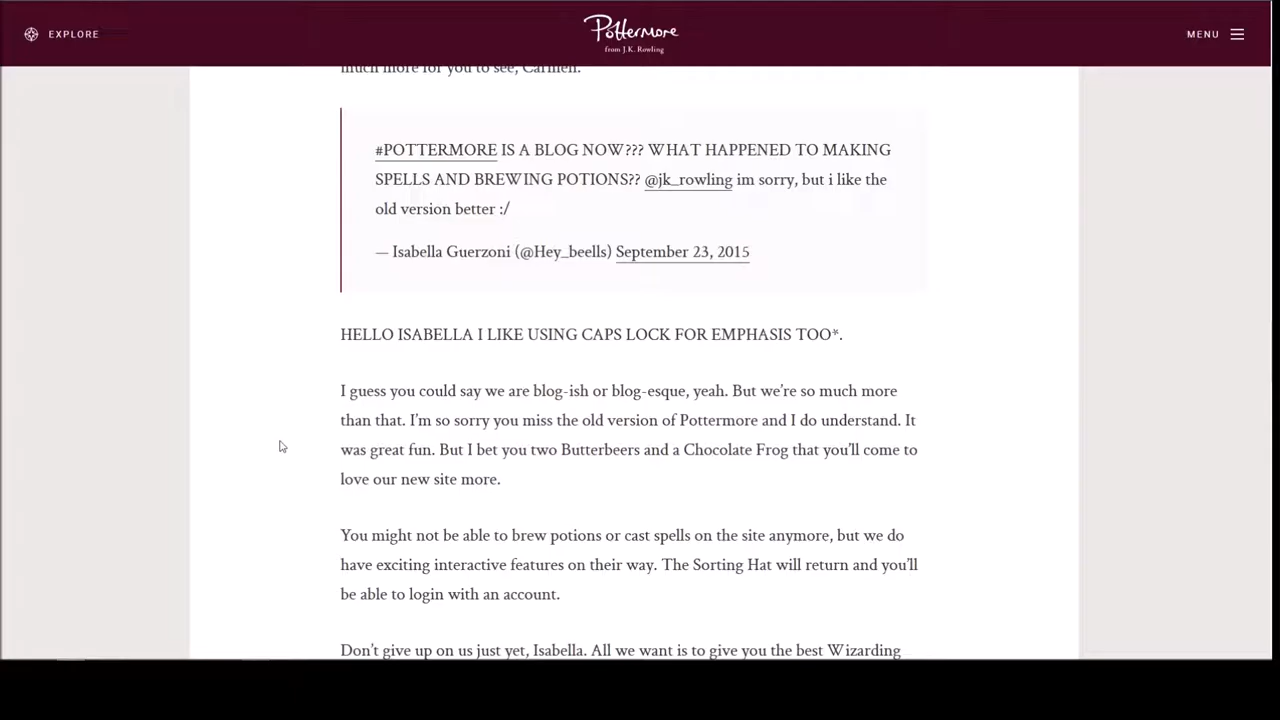 EXPLORE
Pottermore
from J.K. Rowling
MENU
much more for you to see, Carmen.
#POTTERMORE IS A BLOG NOW??? WHAT HAPPENED TO MAKING
SPELLS AND BREWING POTIONS?? @jk_rowling im sorry, but i like the
old version better :/
— Isabella Guerzoni (@Hey_beells) September 23, 2015
HELLO ISABELLA I LIKE USING CAPS LOCK FOR EMPHASIS TOO*.
I guess you could say we are blog-ish or blog-esque, yeah. But we’re so much more
than that. I’m so sorry you miss the old version of Pottermore and I do understand. It
was great fun. But I bet you two Butterbeers and a Chocolate Frog that you’ll come to
love our new site more.
You might not be able to brew potions or cast spells on the site anymore, but we do
have exciting interactive features on their way. The Sorting Hat will return and you’ll
be able to login with an account.
Don’t give up on us just yet, Isabella. All we want is to give you the best Wizarding